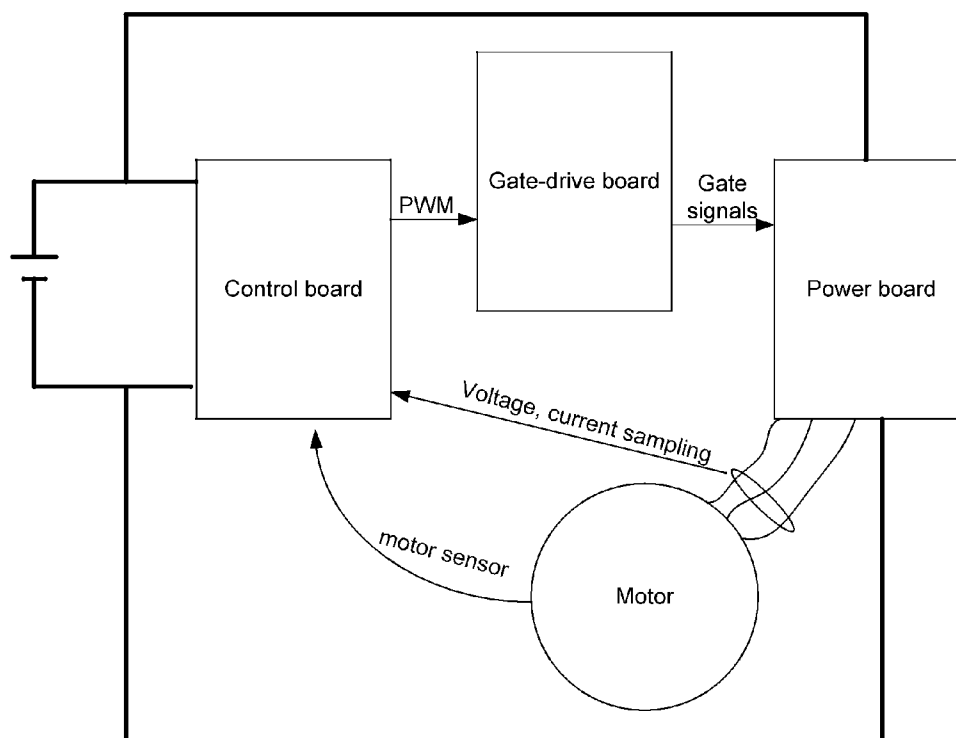 Gate-drive board
PWM
Gate
signals
Control board
Power board
Voltage, current sampling
motor sensor
Motor